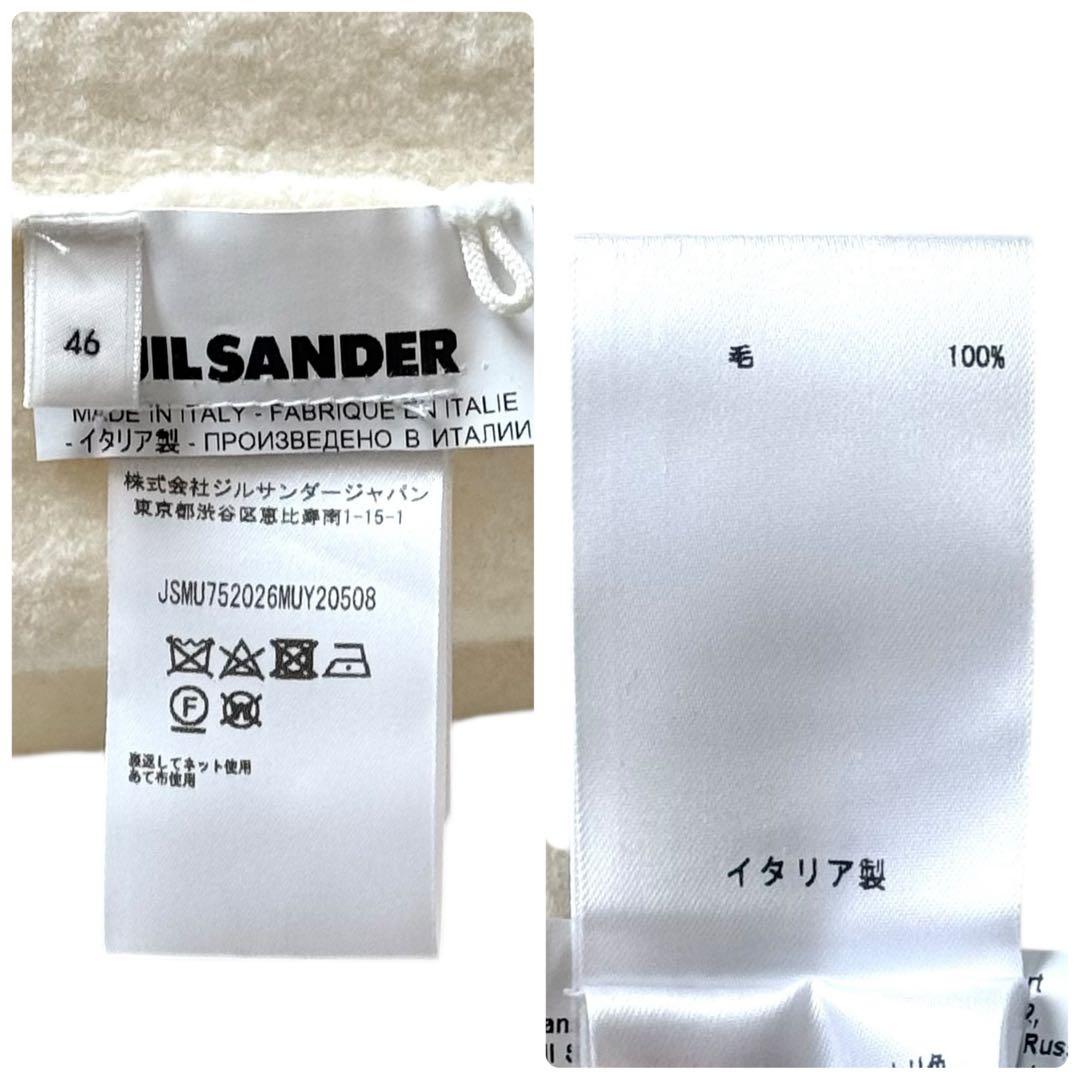 46
JIL SANDER
MADE IN ITALY - FABRIQUE EN ITALIE
- イタリア製 - ПРОИЗВЕДЕНО В ИТАЛИИ
株式会社ジルサンダージャパン
東京都渋谷区恵比寿南1-15-1
JSMU752026MUY20508
F
W
裏返してネット使用
あて布使用
毛 100%
イタリア製
Rus